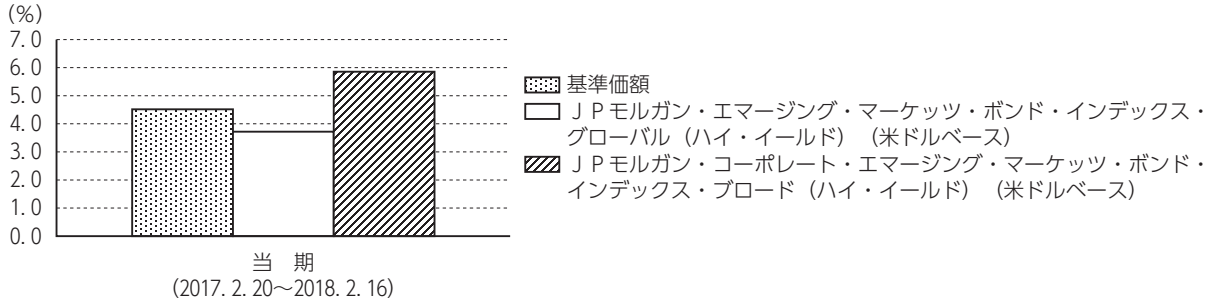 (%)
7.0
6.0
5.0
4.0
3.0
2.0
1.0
0.0
基準価額
ＪＰモルガン・エマージング・マーケッツ・ボンド・インデックス・
グローバル（ハイ・イールド）（米ドルベース）
ＪＰモルガン・コーポレート・エマージング・マーケッツ・ボンド・
インデックス・ブロード（ハイ・イールド）（米ドルベース）
当　期
(2017. 2. 20～2018. 2. 16)